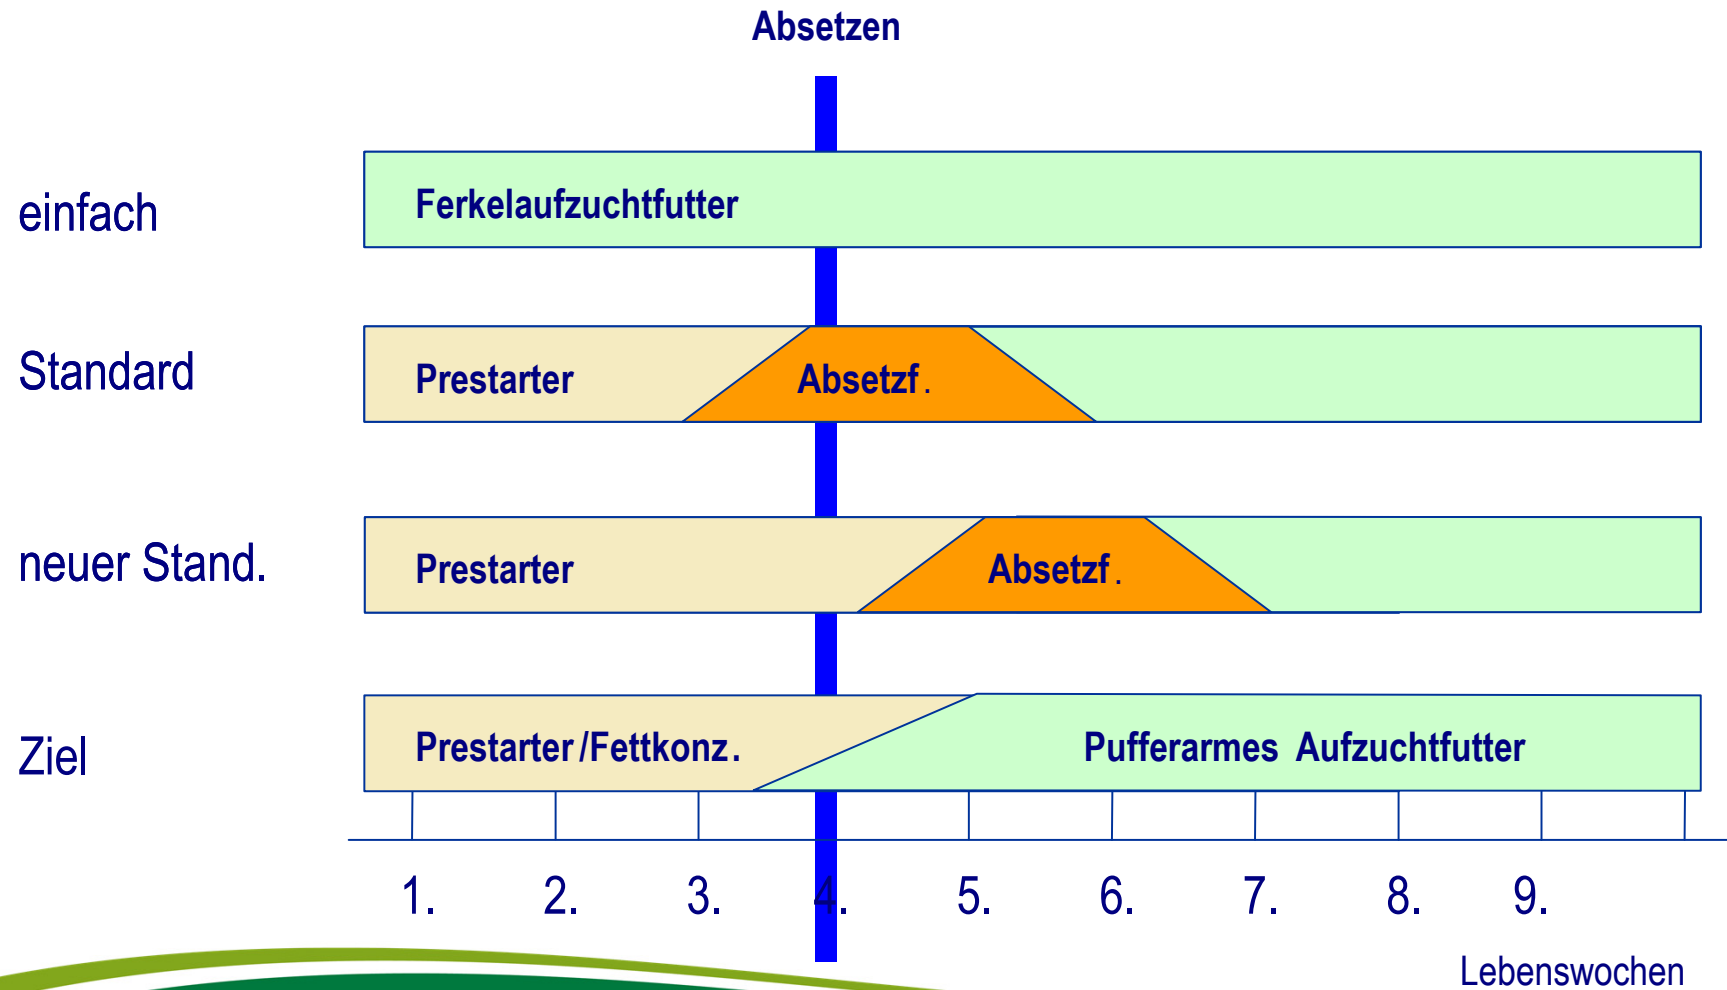 Absetzen
einfach
Ferkelaufzuchtfutter
Standard
Prestarter
Absetzf.
neuer Stand.
Prestarter
Absetzf.
Ziel
Prestarter/Fettkonz.
Pufferarmes Aufzuchtfutter
1. 2. 3. 4. 5. 6. 7. 8. 9.
Lebenswochen